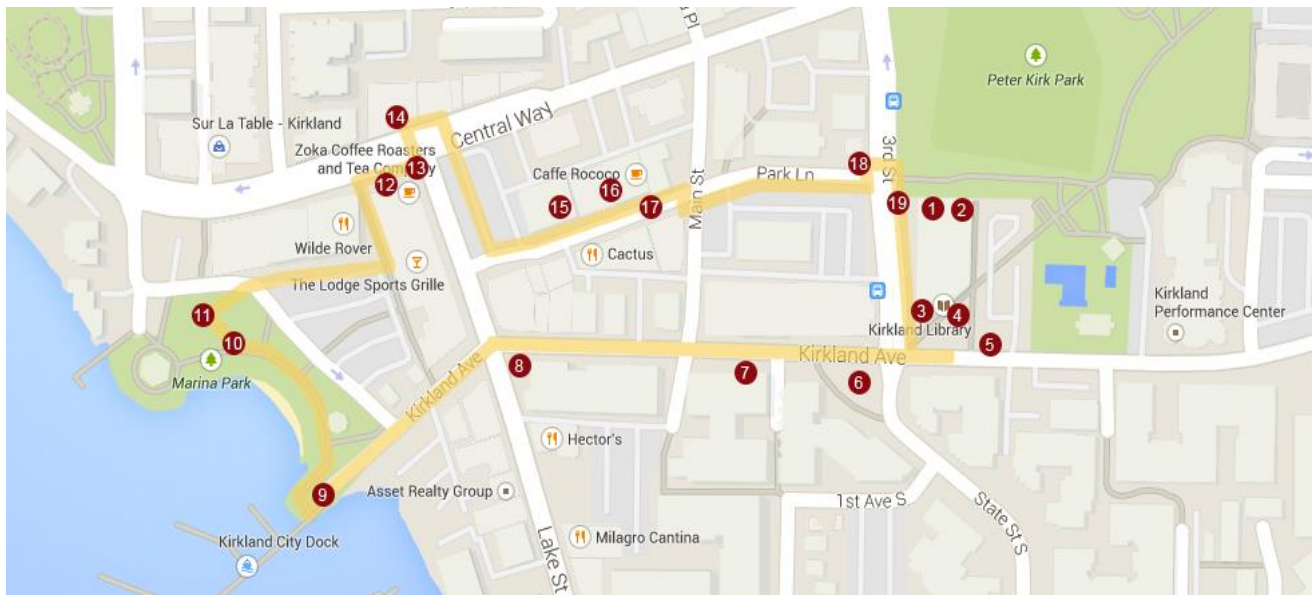 d Pl
Peter Kirk Park
14
Central Way
Sur La Table - Kirkland
Zoka Coffee Roasters
and Tea Company
13
12
3rd St
18
Caffe Rococo
Park Ln
16
15
17
19
1
2
Main St
Wilde Rover
Cactus
The Lodge Sports Grille
11
10
Marina Park
3
4
Kirkland Library
Kirkland
Performance Center
5
Kirkland Ave
8
7
6
Kirkland Ave
Hector's
9
Asset Realty Group
1st Ave S
State St S
Kirkland City Dock
Lake St
Milagro Cantina